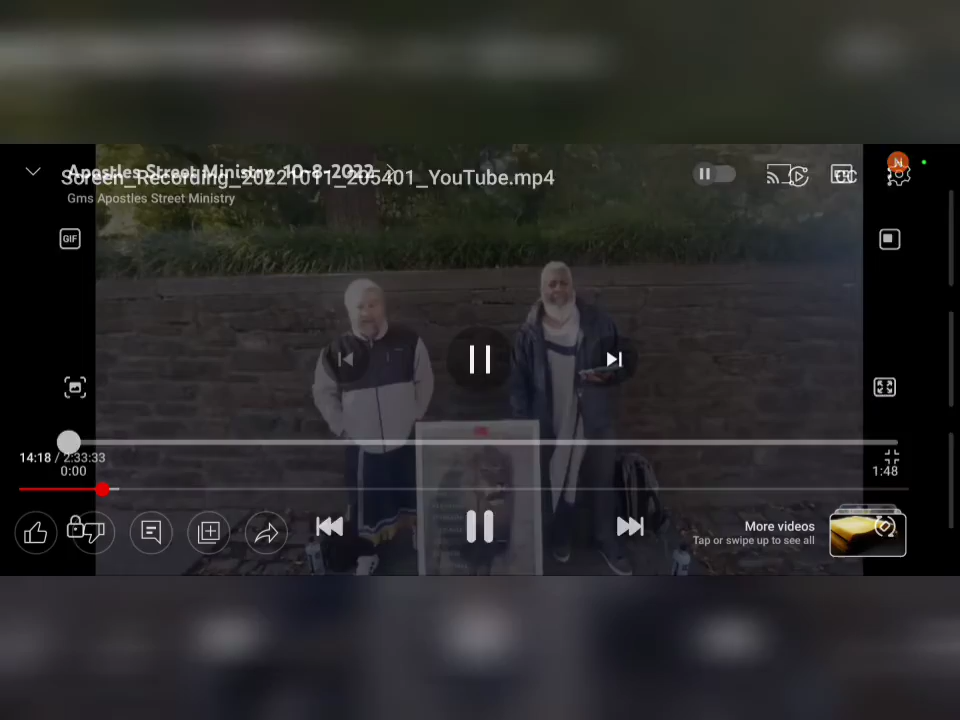 Apostles Street Ministry 10-8-2022
Screen_Recording_20221011_205401_YouTube.mp4
Gms Apostles Street Ministry
CC
GIF
14:18 / 2:33:33
0:00
1:48
More videos
Tap or swipe up to see all